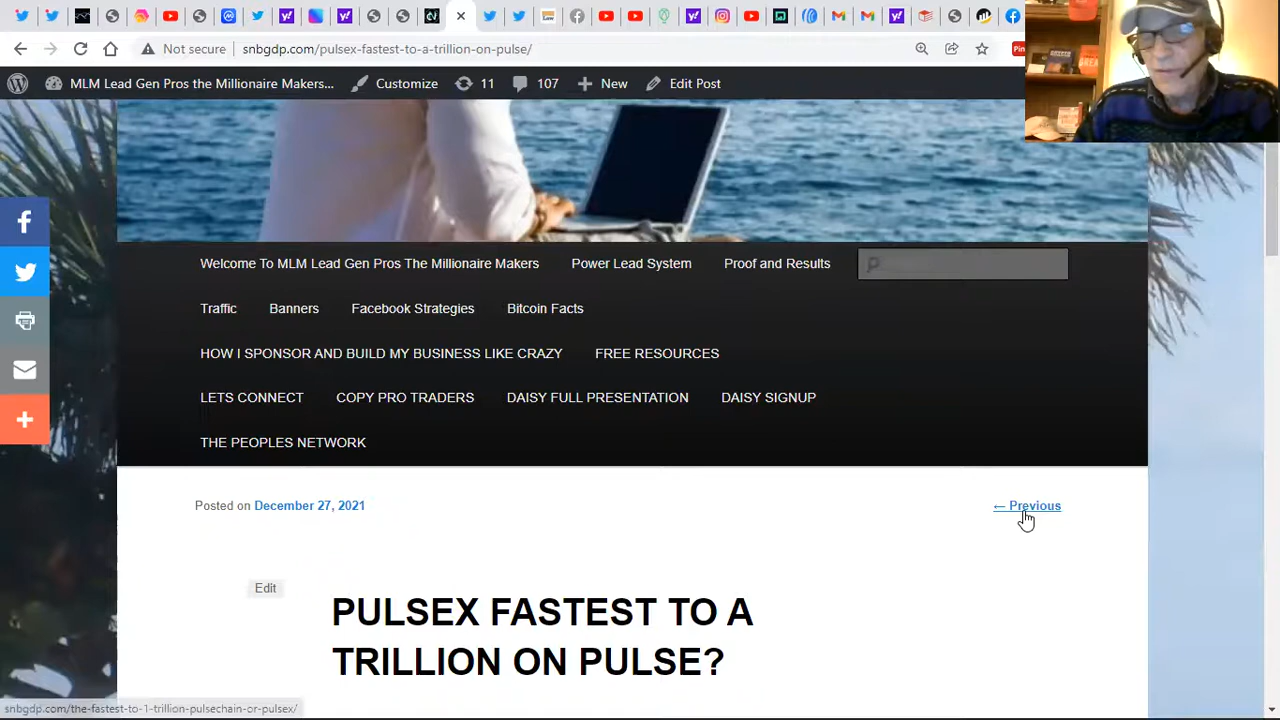 Not secure snbgdp.com/pulsex-fastest-to-a-trillion-on-pulse/
MLM Lead Gen Pros the Millionaire Makers... Customize 11 107 New Edit Post
Welcome To MLM Lead Gen Pros The Millionaire Makers Power Lead System Proof and Results
Traffic Banners Facebook Strategies Bitcoin Facts
HOW I SPONSOR AND BUILD MY BUSINESS LIKE CRAZY FREE RESOURCES
LETS CONNECT COPY PRO TRADERS DAISY FULL PRESENTATION DAISY SIGNUP
THE PEOPLES NETWORK
Posted on December 27, 2021 ← Previous
Edit
PULSEX FASTEST TO A
TRILLION ON PULSE?
snbgdp.com/the-fastest-to-1-trillion-pulsechain-or-pulsex/